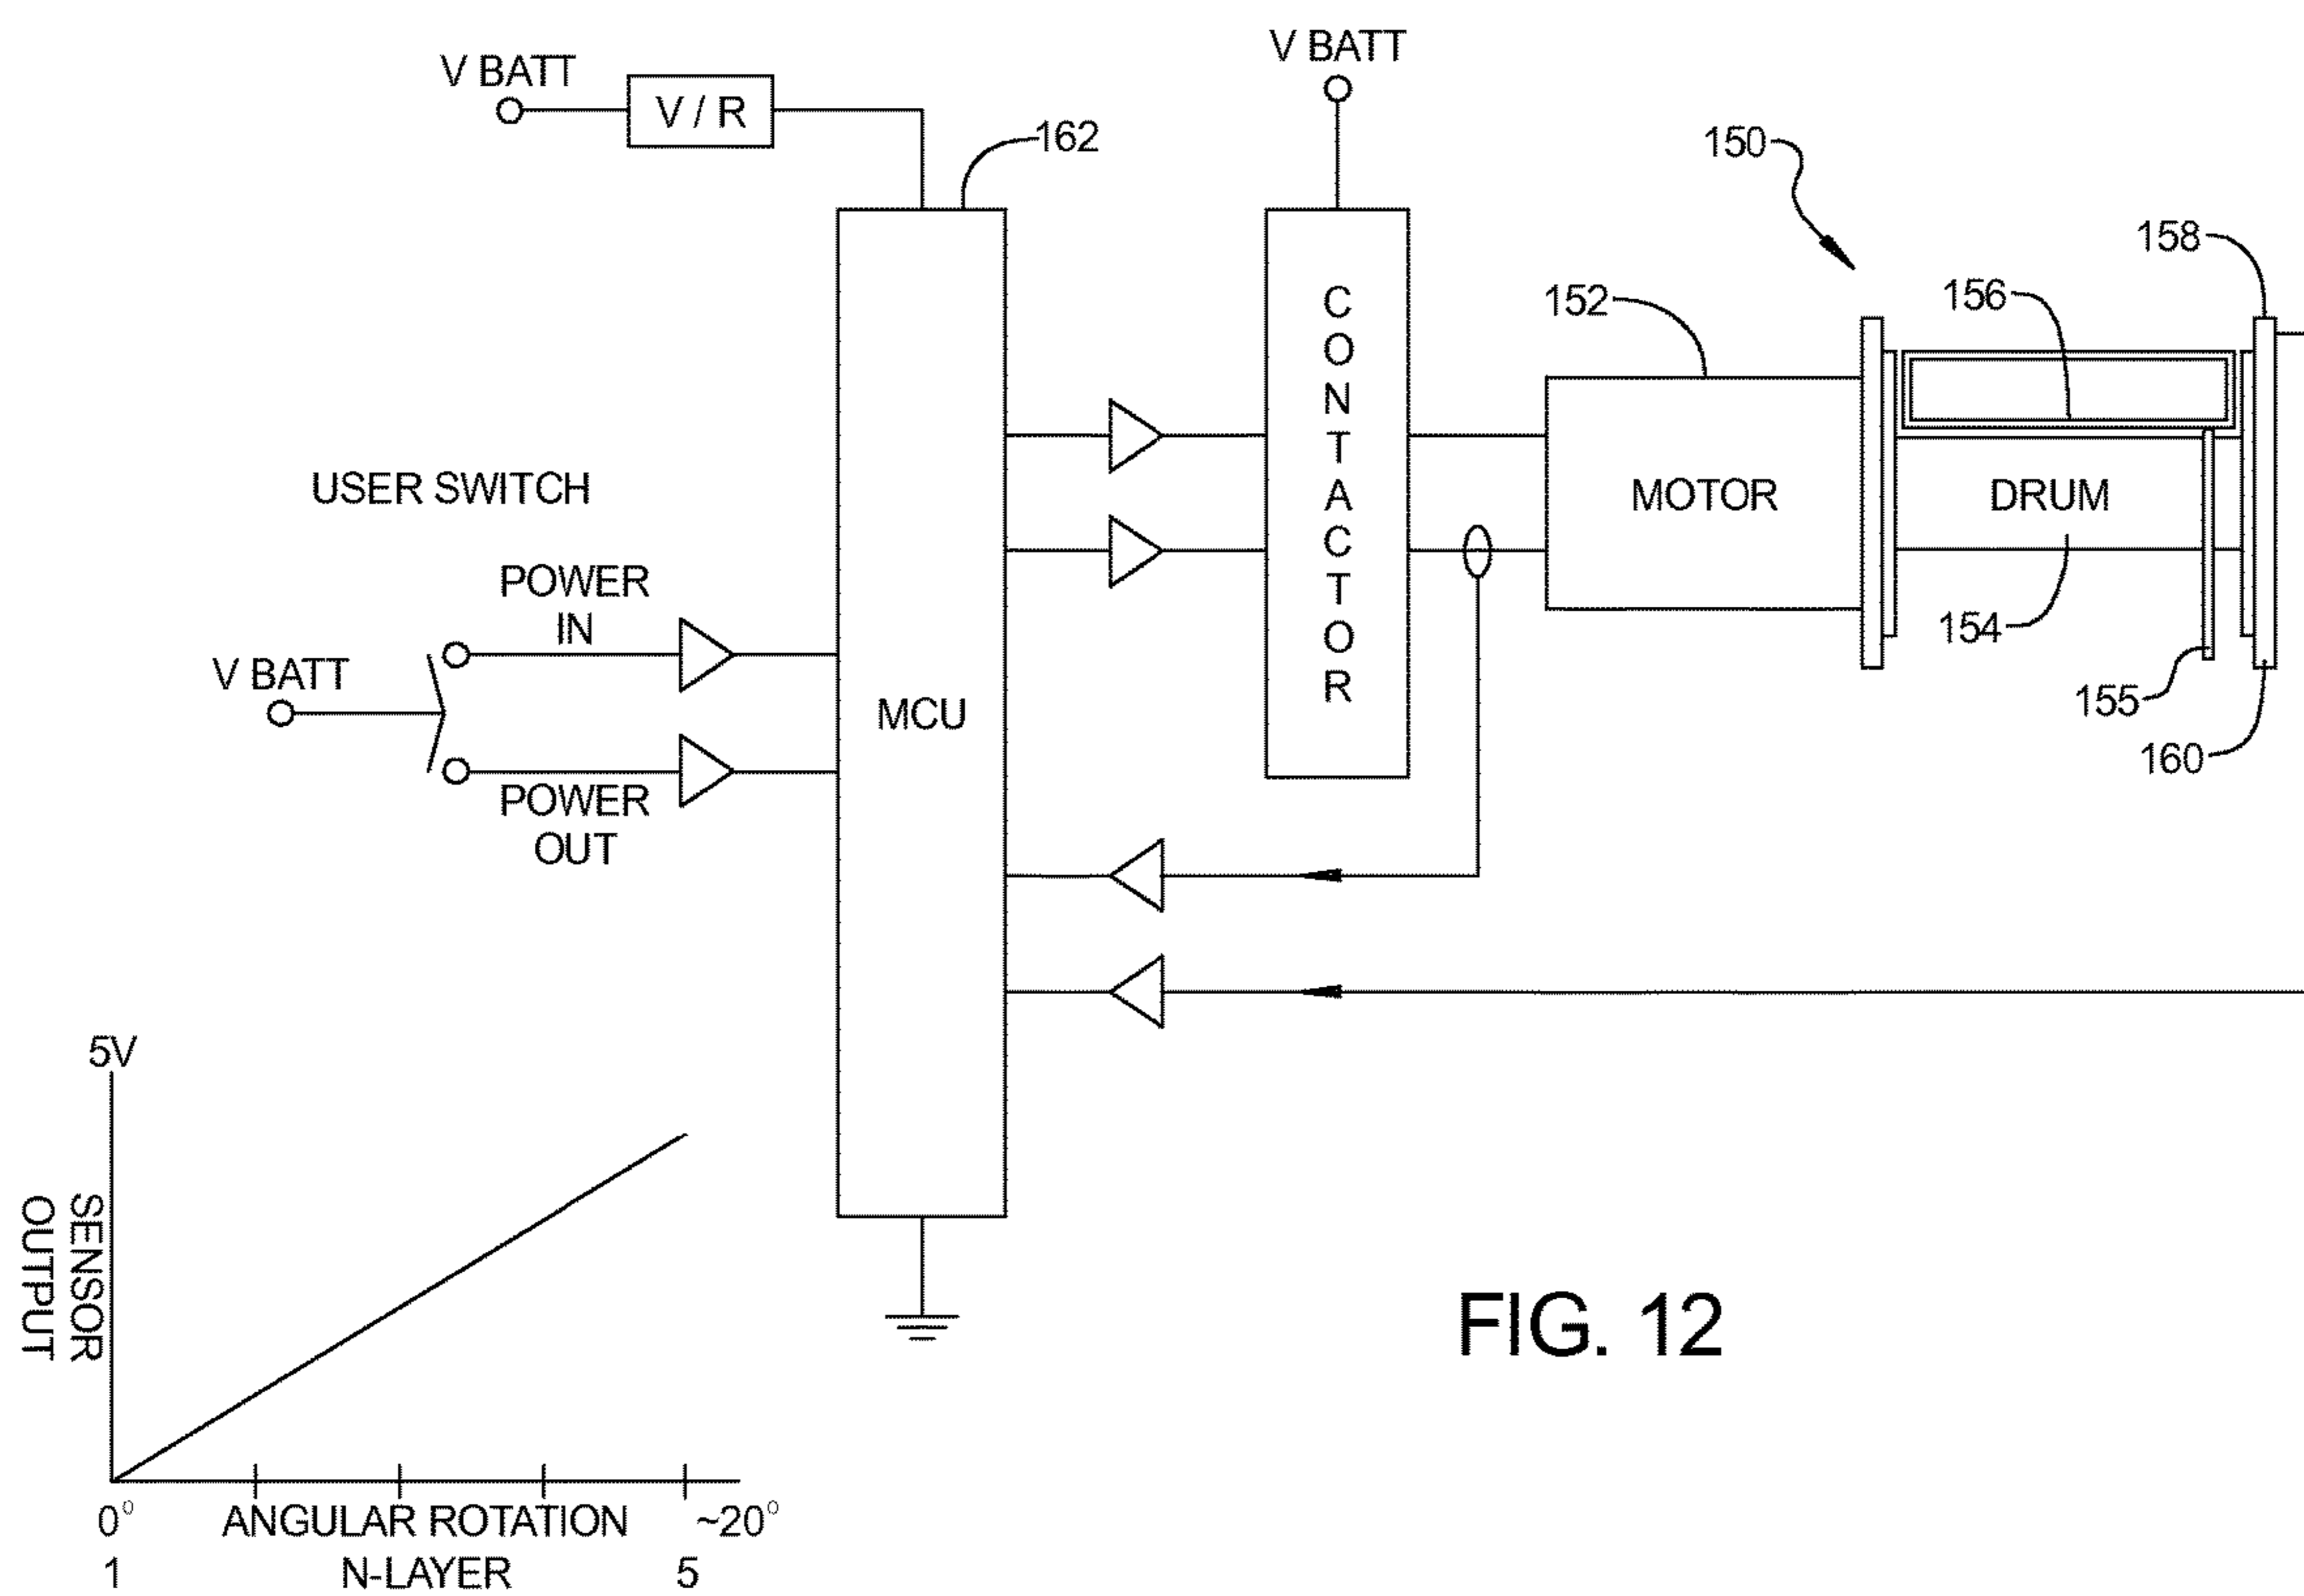 V BATT
V / R
162
V BATT
150
158
156
152
CONTACTOR
USER SWITCH
MOTOR
DRUM
POWER
IN
154
V BATT
MCU
155
160
POWER
OUT
5V
SENSOR
OUTPUT
0° ANGULAR ROTATION ~20°
1 N-LAYER 5
FIG. 12